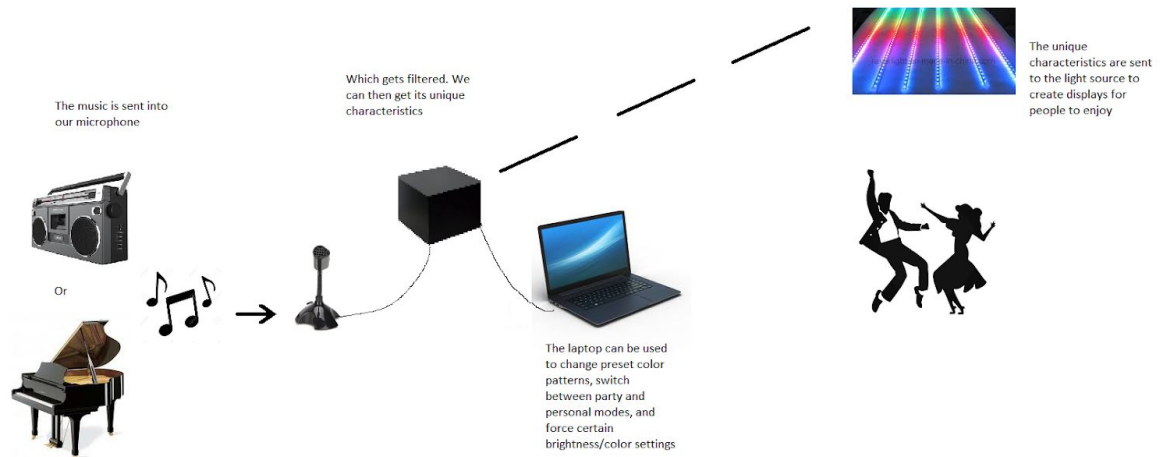 The music is sent into
our microphone
Or
Which gets filtered. We
can then get its unique
characteristics
The laptop can be used
to change preset color
patterns, switch
between party and
personal modes, and
force certain
brightness/color settings
The unique
characteristics are sent
to the light source to
create displays for
people to enjoy